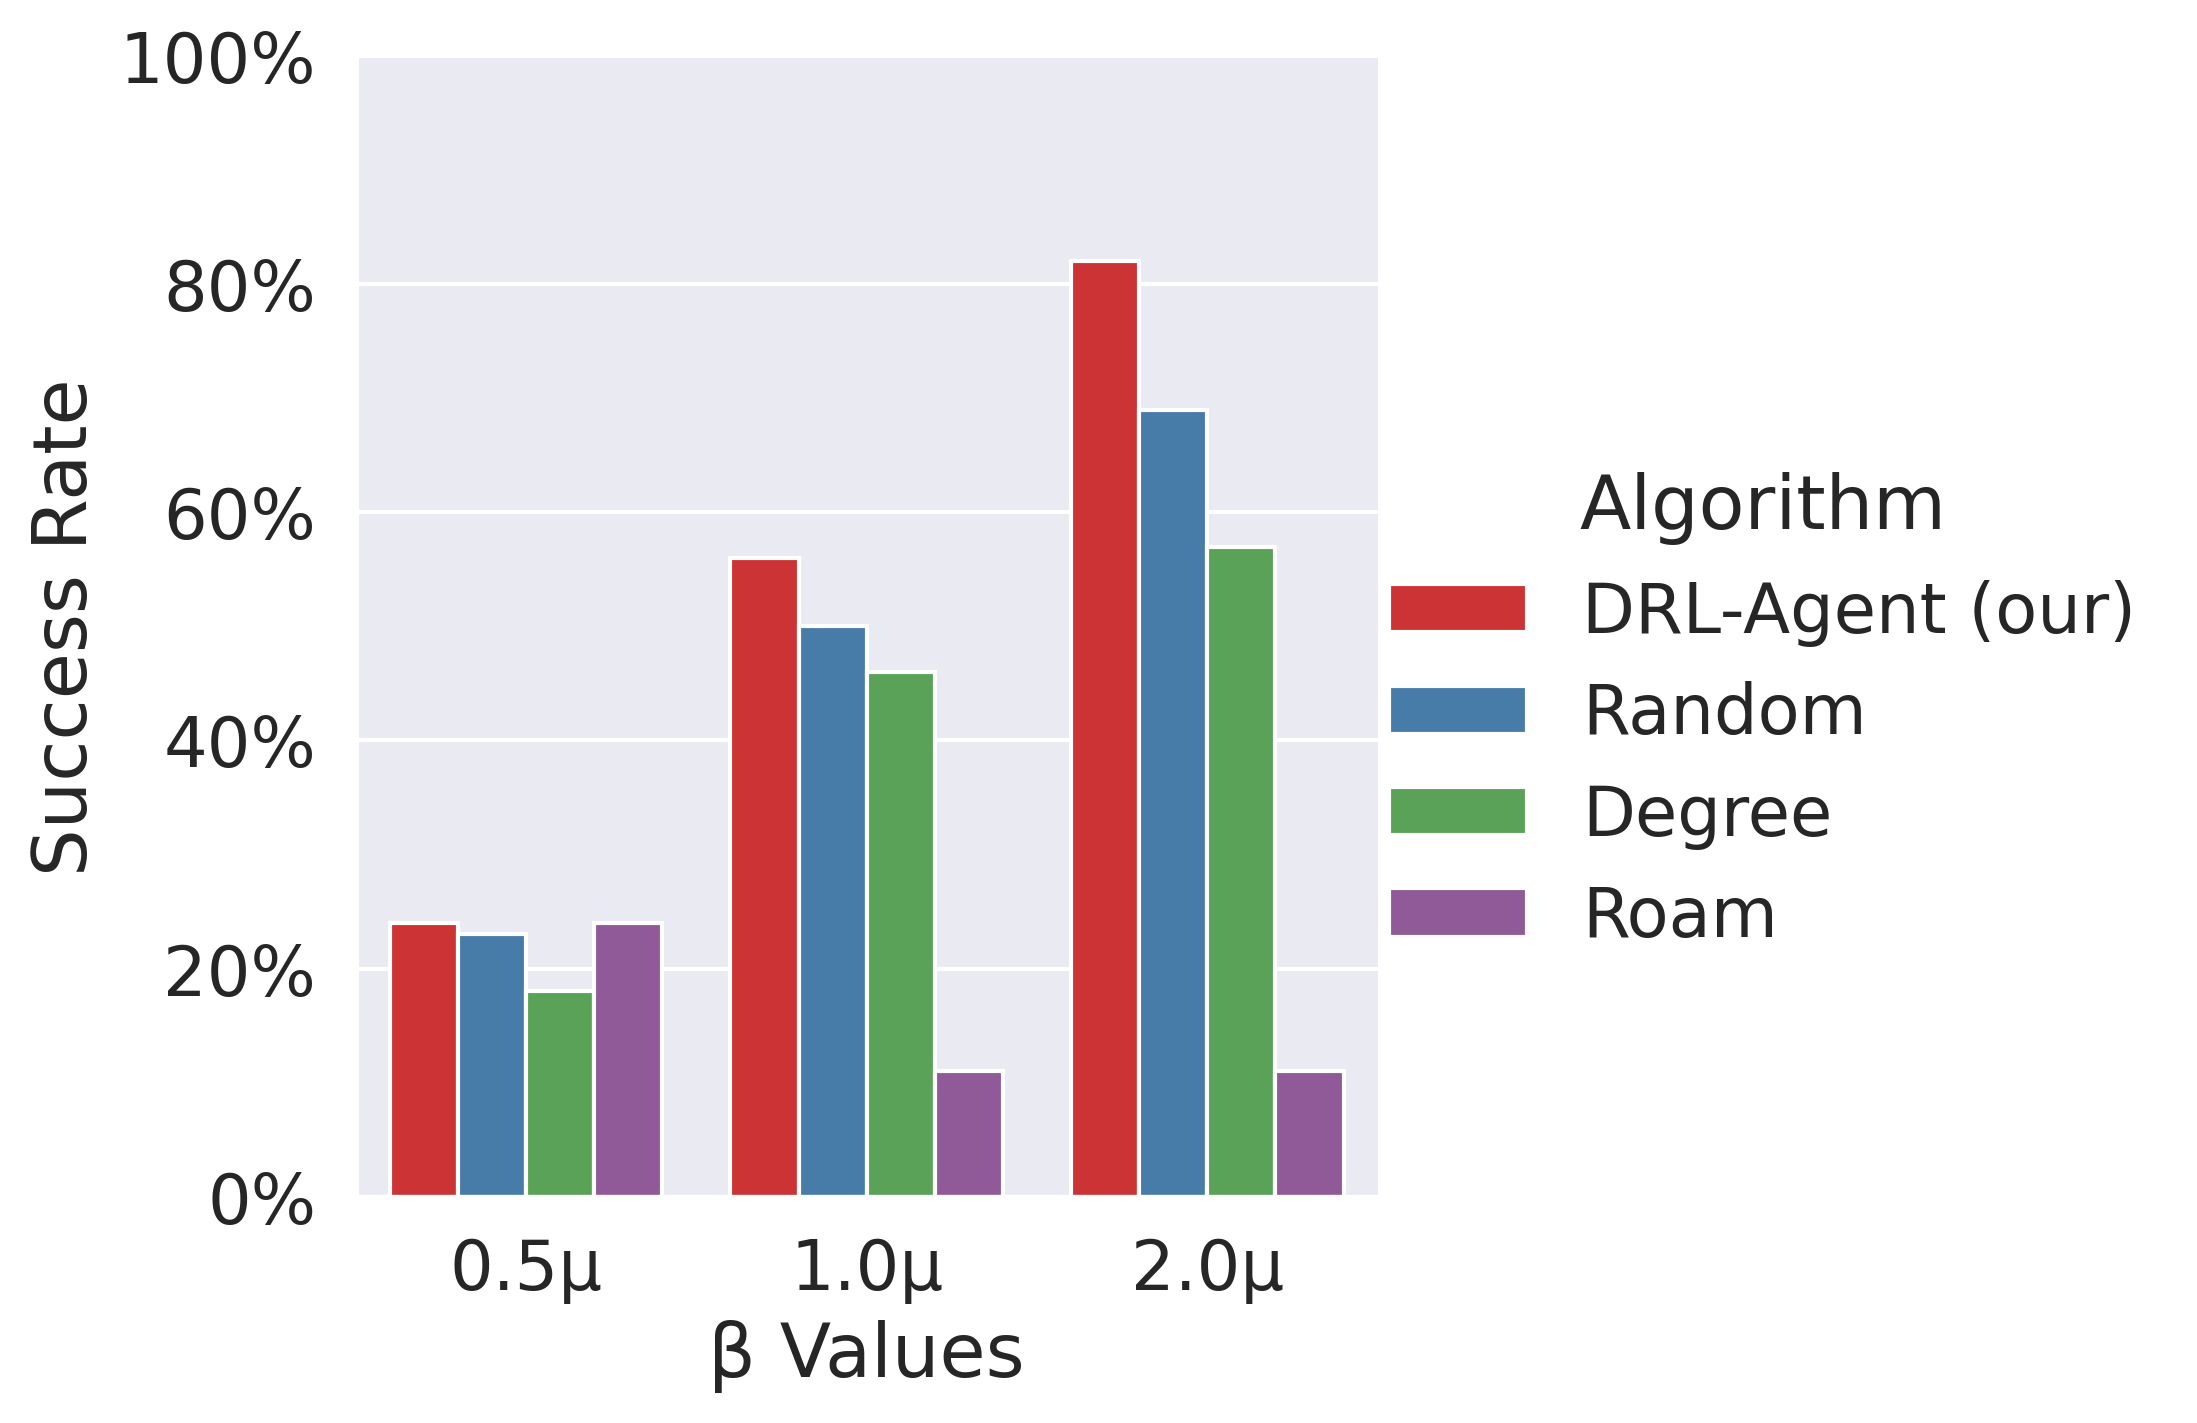 100%
80%
60%
40%
20%
0%
Success Rate
0.5µ
1.0µ
2.0µ
β Values
Algorithm
DRL-Agent (our)
Random
Degree
Roam